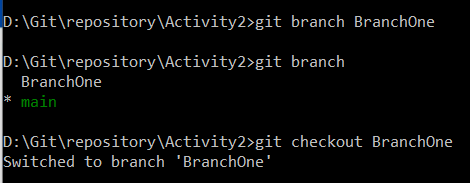 D:\Git\repository\Activity2>git branch BranchOne
D:\Git\repository\Activity2>git branch
  BranchOne
* main
D:\Git\repository\Activity2>git checkout BranchOne
Switched to branch 'BranchOne'